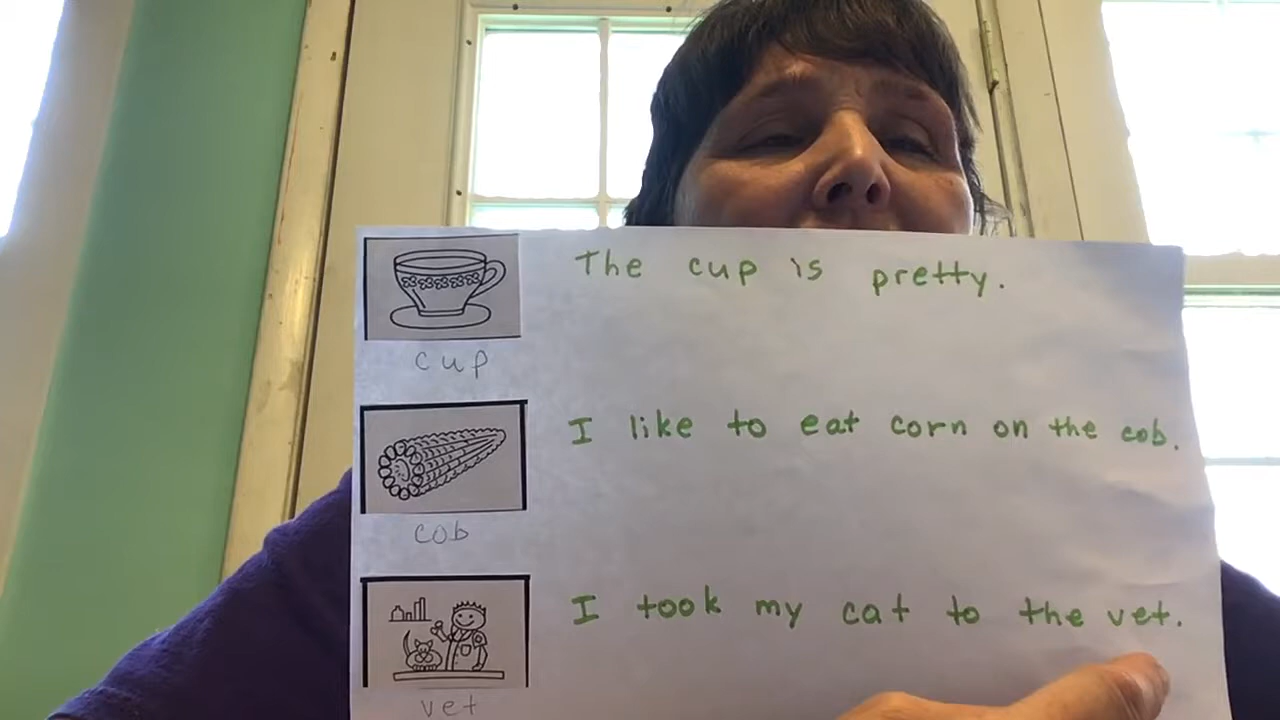 The cup is pretty.
cup
I like to eat corn on the cob.
cob
I took my cat to the vet.
vet